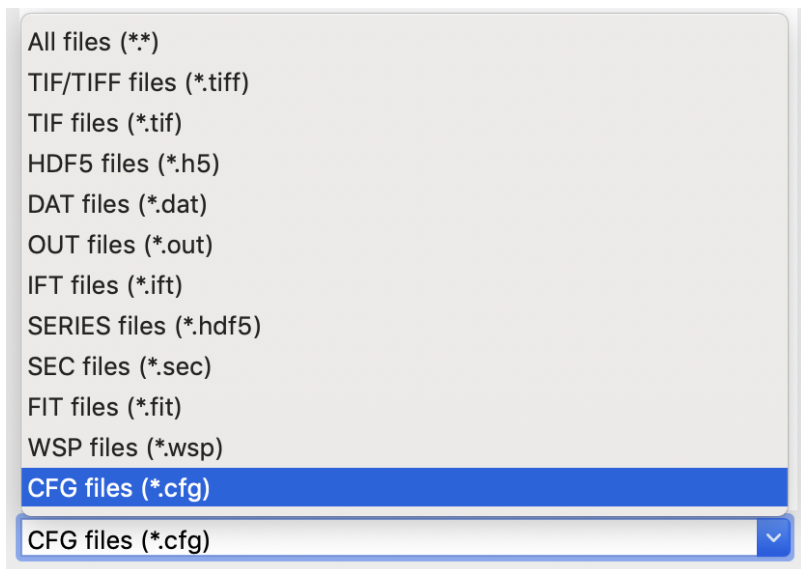 All files (*.*)
TIF/TIFF files (*.tiff)
TIF files (*.tif)
HDF5 files (*.h5)
DAT files (*.dat)
OUT files (*.out)
IFT files (*.ift)
SERIES files (*.hdf5)
SEC files (*.sec)
FIT files (*.fit)
WSP files (*.wsp)
CFG files (*.cfg)
CFG files (*.cfg)